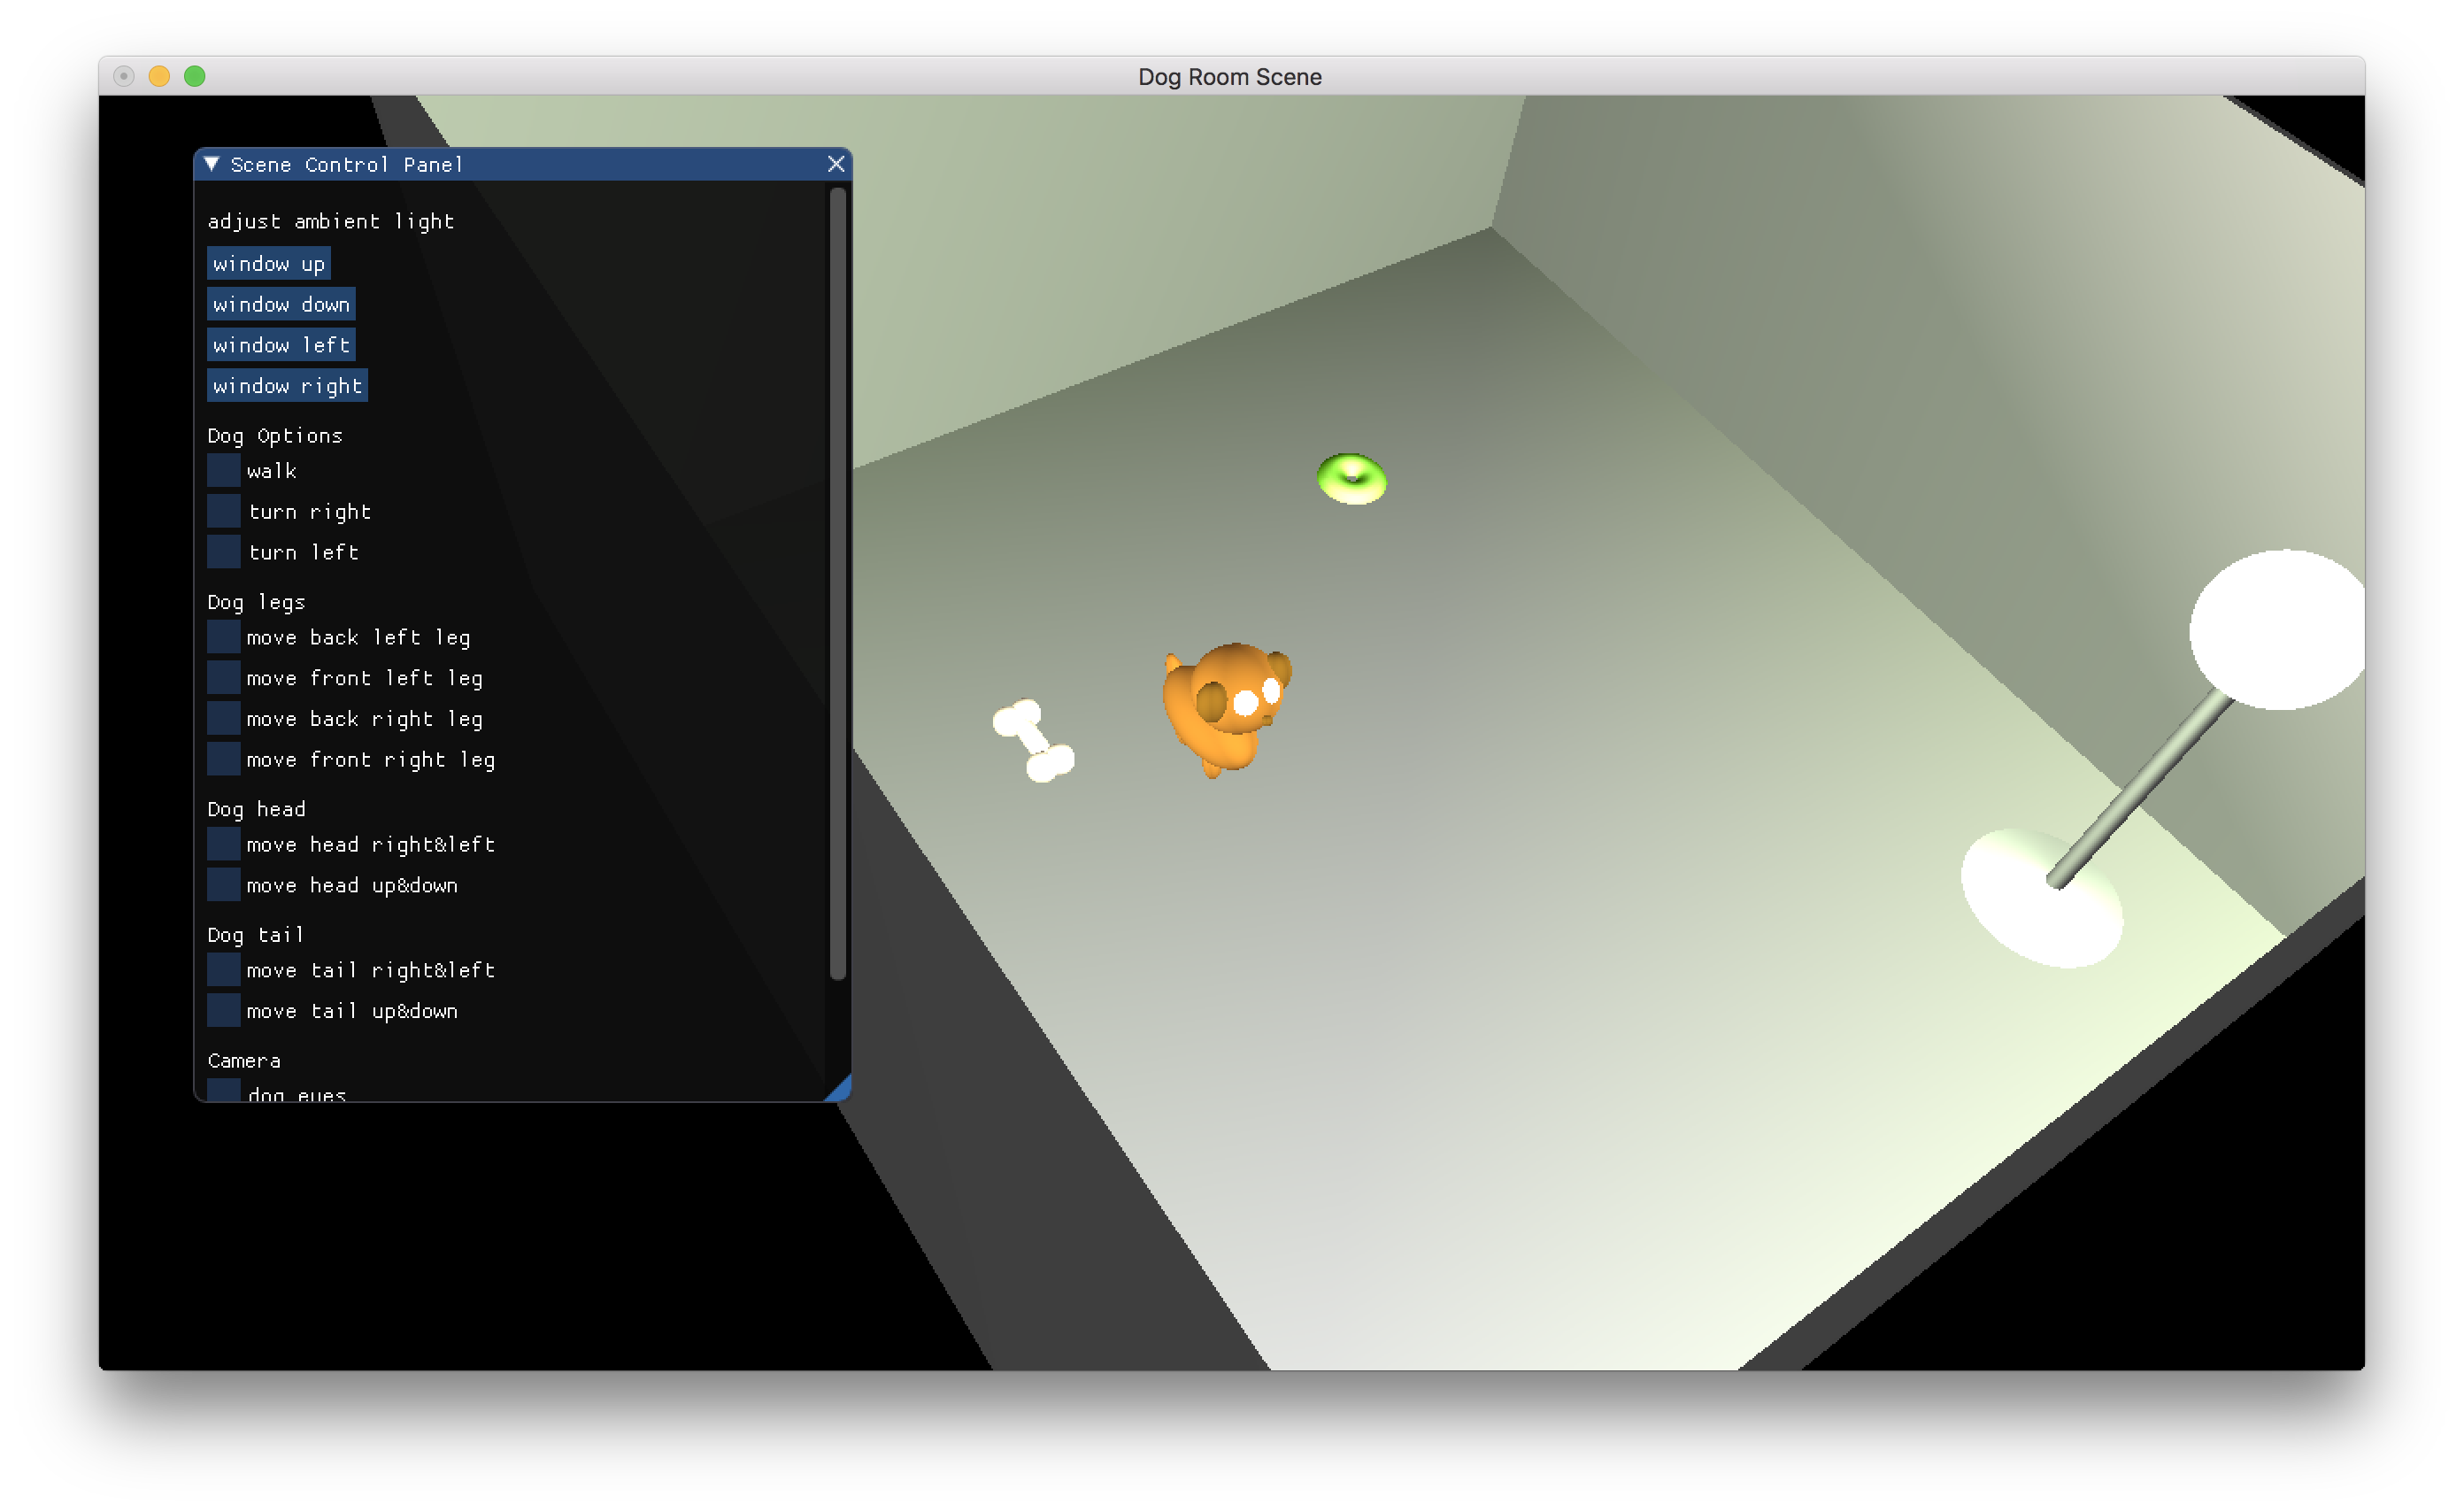 Dog Room Scene
Scene Control Panel
adjust ambient light
window up
window down
window left
window right
Dog Options
walk
turn right
turn left
Dog legs
move back left leg
move front left leg
move back right leg
move front right leg
Dog head
move head right&left
move head up&down
Dog tail
move tail right&left
move tail up&down
Camera
dog eyes